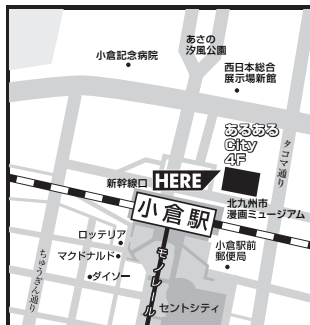 あさの
汐風公園
小倉記念病院
西日本総合
展示場新館
あるある
City
4F
タコマ通り
新幹線口
HERE
北九州市
漫画ミュージアム
小倉駅
ロッテリア
マクドナルド
ダイソー
小倉駅前
郵便局
モノレール
ちゅうぎん通り
セントシティ